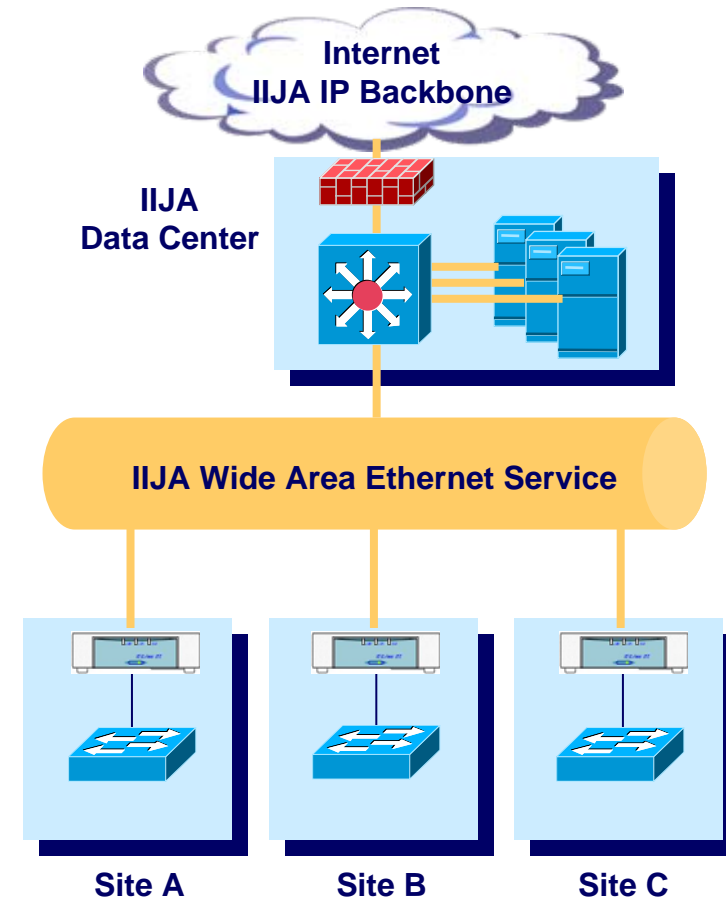 Internet
IIJA IP Backbone
IIJA
Data Center
IIJA Wide Area Ethernet Service
Site A
Site B
Site C